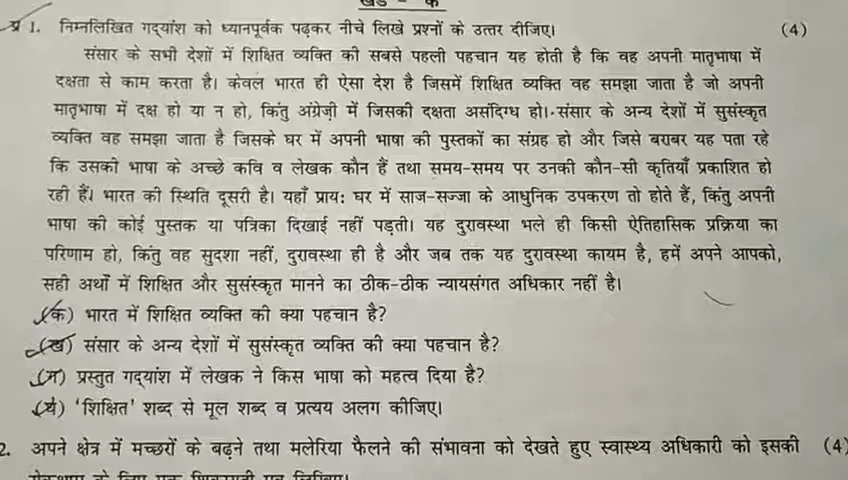 खंड - क
प्र 1. निम्नलिखित गद्यांश को ध्यानपूर्वक पढ़कर नीचे लिखे प्रश्नों के उत्तर दीजिए। (4)
संसार के सभी देशों में शिक्षित व्यक्ति की सबसे पहली पहचान यह होती है कि वह अपनी मातृभाषा में
दक्षता से काम करता है। केवल भारत ही ऐसा देश है जिसमें शिक्षित व्यक्ति वह समझा जाता है जो अपनी
मातृभाषा में दक्ष हो या न हो, किंतु अंग्रेज़ी में जिसकी दक्षता असंदिग्ध हो। संसार के अन्य देशों में सुसंस्कृत
व्यक्ति वह समझा जाता है जिसके घर में अपनी भाषा की पुस्तकों का संग्रह हो और जिसे बराबर यह पता रहे
कि उसकी भाषा के अच्छे कवि व लेखक कौन हैं तथा समय-समय पर उनकी कौन-सी कृतियाँ प्रकाशित हो
रही हैं। भारत की स्थिति दूसरी है। यहाँ प्राय: घर में साज-सज्जा के आधुनिक उपकरण तो होते हैं, किंतु अपनी
भाषा की कोई पुस्तक या पत्रिका दिखाई नहीं पड़ती। यह दुरावस्था भले ही किसी ऐतिहासिक प्रक्रिया का
परिणाम हो, किंतु वह सुदशा नहीं, दुरावस्था ही है और जब तक यह दुरावस्था कायम है, हमें अपने आपको,
सही अर्थों में शिक्षित और सुसंस्कृत मानने का ठीक-ठीक न्यायसंगत अधिकार नहीं है।
(क) भारत में शिक्षित व्यक्ति की क्या पहचान है?
(ख) संसार के अन्य देशों में सुसंस्कृत व्यक्ति की क्या पहचान है?
(ग) प्रस्तुत गद्यांश में लेखक ने किस भाषा को महत्व दिया है?
(घ) 'शिक्षित' शब्द से मूल शब्द व प्रत्यय अलग कीजिए।
2. अपने क्षेत्र में मच्छरों के बढ़ने तथा मलेरिया फैलने की संभावना को देखते हुए स्वास्थ्य अधिकारी को इसकी (4)
रोकथाम के लिए एक शिकायती पत्र लिखिए।